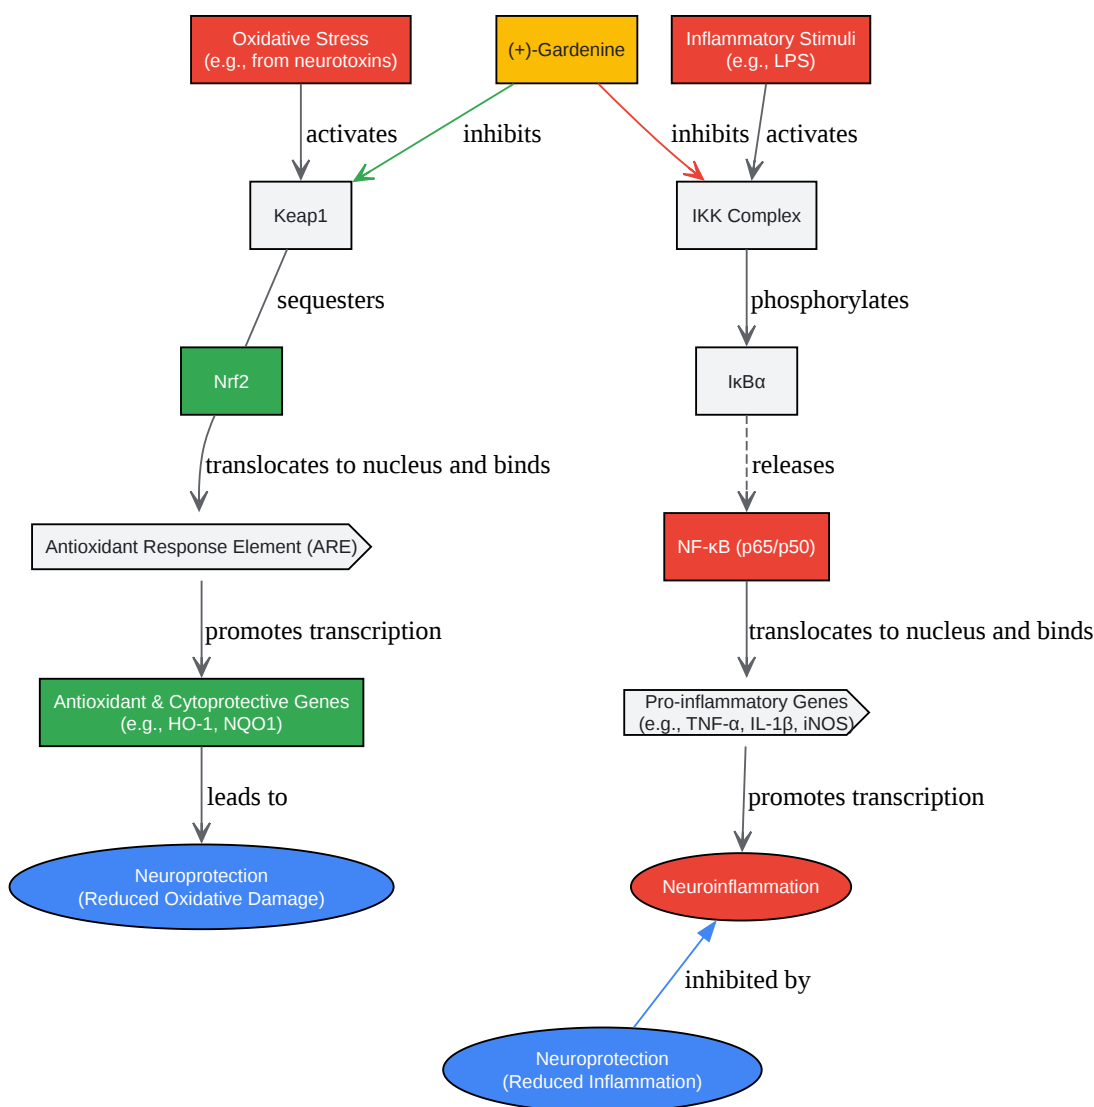 Oxidative Stress
(e.g., from neurotoxins)
(+)-Gardenine
Inflammatory Stimuli
(e.g., LPS)
activates
inhibits
inhibits
activates
Keap1
IKK Complex
sequesters
phosphorylates
Nrf2
IκBα
translocates to nucleus and binds
releases
Antioxidant Response Element (ARE)
NF-κB (p65/p50)
promotes transcription
translocates to nucleus and binds
Antioxidant & Cytoprotective Genes
(e.g., HO-1, NQO1)
Pro-inflammatory Genes
(e.g., TNF-α, IL-1β, iNOS)
leads to
promotes transcription
Neuroprotection
(Reduced Oxidative Damage)
Neuroinflammation
inhibited by
Neuroprotection
(Reduced Inflammation)